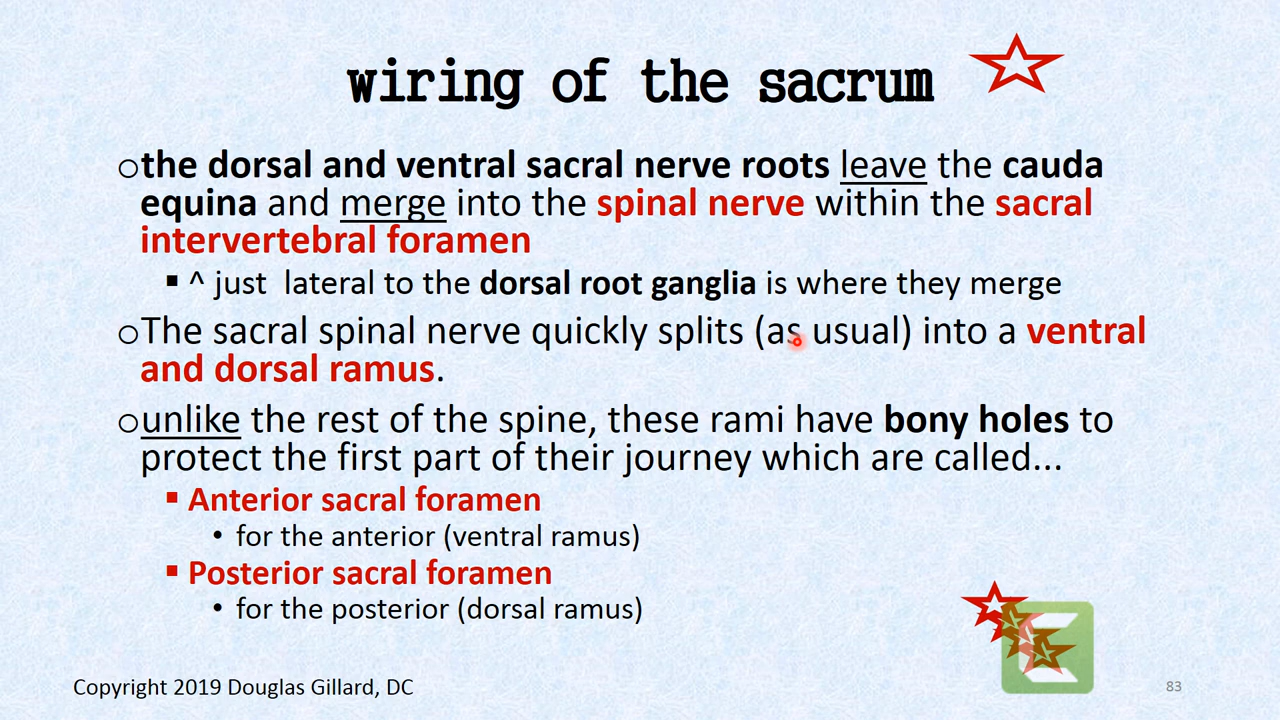 wiring of the sacrum
the dorsal and ventral sacral nerve roots leave the cauda
equina and merge into the spinal nerve within the sacral
intervertebral foramen
^ just  lateral to the dorsal root ganglia is where they merge
The sacral spinal nerve quickly splits (as usual) into a ventral
and dorsal ramus.
unlike the rest of the spine, these rami have bony holes to
protect the first part of their journey which are called...
Anterior sacral foramen
• for the anterior (ventral ramus)
Posterior sacral foramen
• for the posterior (dorsal ramus)
Copyright 2019 Douglas Gillard, DC
83